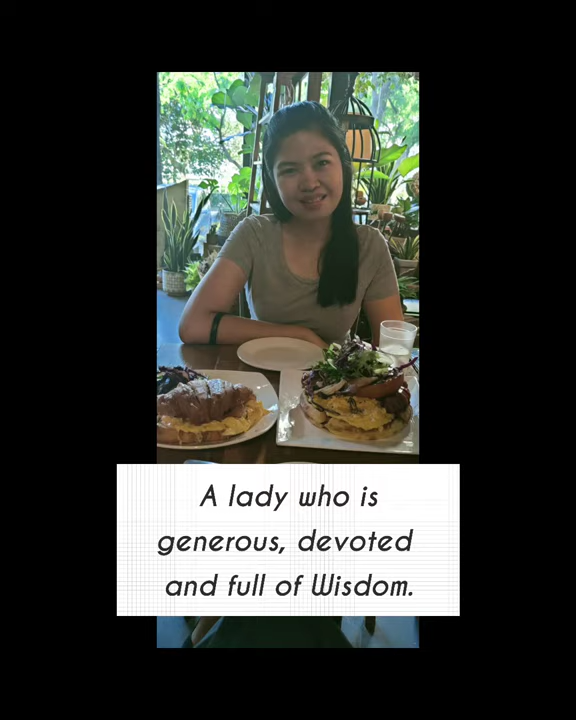 A lady who is
generous, devoted
and full of Wisdom.